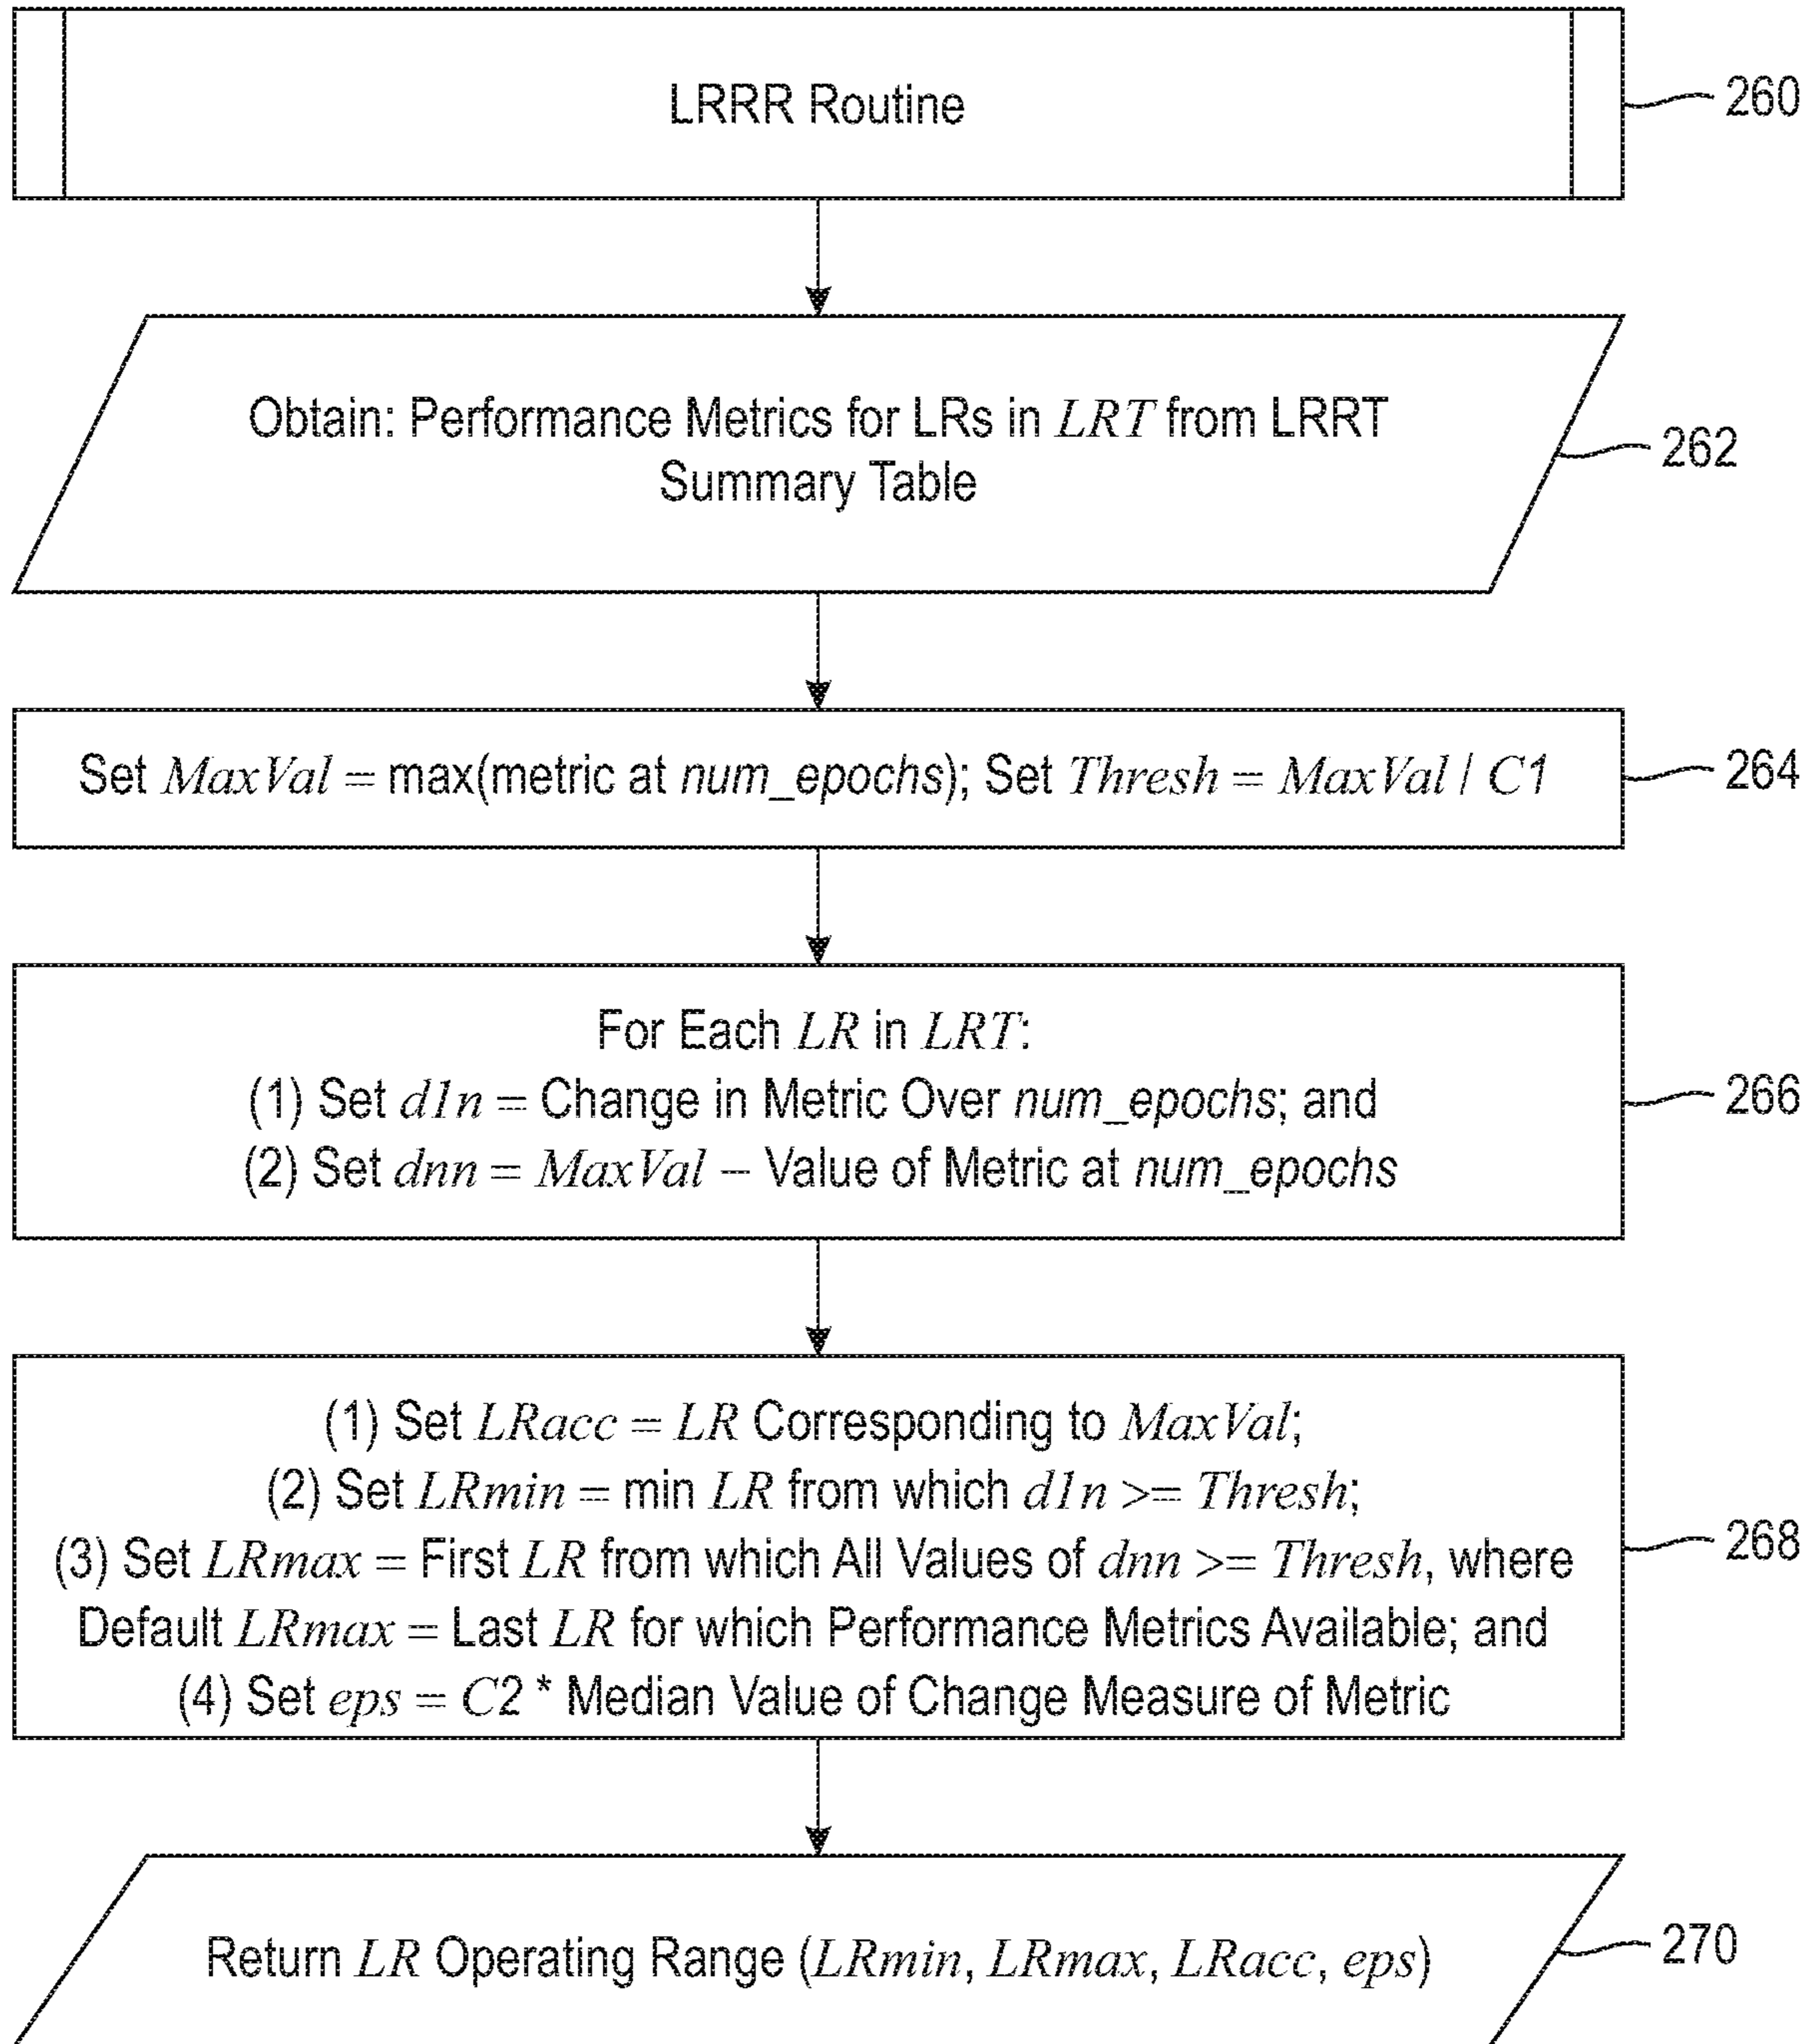 LRRR Routine
260
Obtain: Performance Metrics for LRs in LRT from LRRT
Summary Table
262
Set MaxVal = max(metric at num_epochs); Set Thresh = MaxVal / C1
264
For Each LR in LRT:
(1) Set d1n = Change in Metric Over num_epochs; and
(2) Set dnn = MaxVal – Value of Metric at num_epochs
266
(1) Set LRacc = LR Corresponding to MaxVal;
(2) Set LRmin = min LR from which d1n >= Thresh;
(3) Set LRmax = First LR from which All Values of dnn >= Thresh, where
Default LRmax = Last LR for which Performance Metrics Available; and
(4) Set eps = C2 * Median Value of Change Measure of Metric
268
Return LR Operating Range (LRmin, LRmax, LRacc, eps)
270